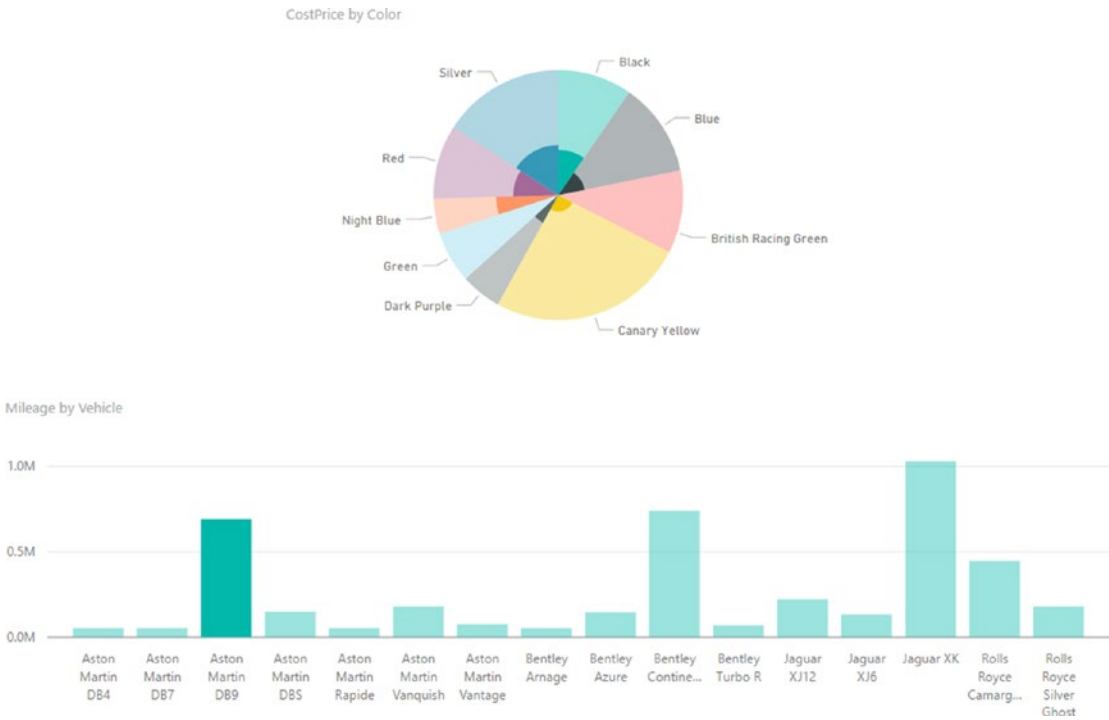 CostPrice by Color
Silver
Black
Blue
Red
Night Blue
British Racing Green
Green
Dark Purple
Canary Yellow
Mileage by Vehicle
1.0M
0.5M
0.0M
Aston
Martin
DB4
Aston
Martin
DB7
Aston
Martin
DB9
Aston
Martin
DBS
Aston
Martin
Rapide
Aston
Martin
Vanquish
Aston
Martin
Vantage
Bentley
Arnage
Bentley
Azure
Bentley
Contine...
Bentley
Turbo R
Jaguar
XJ12
Jaguar
XJ6
Jaguar XK
Rolls
Royce
Camarg...
Rolls
Royce
Silver
Ghost